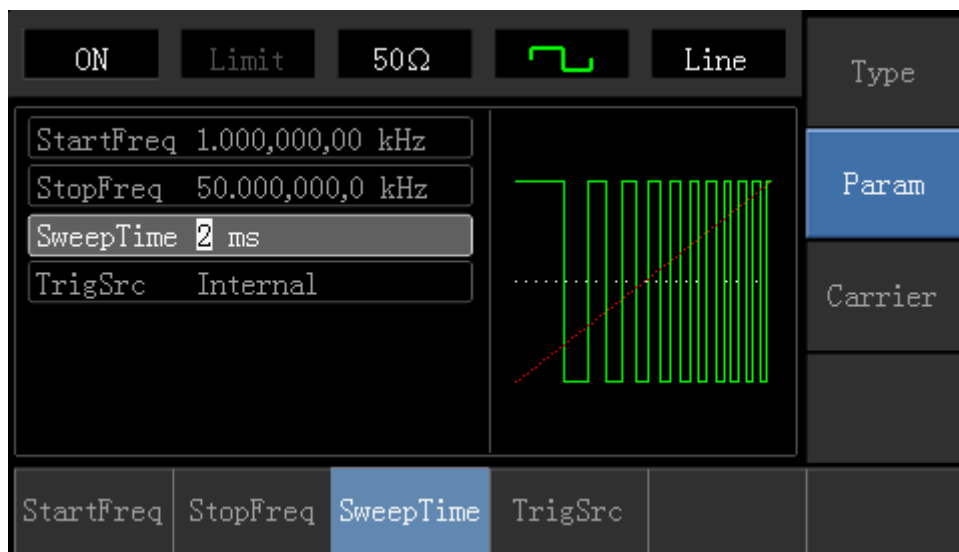 ON Limit 50Ω Line
Type
StartFreq 1.000,000,00 kHz
StopFreq 50.000,000,0 kHz
Param
SweepTime 2 ms
TrigSrc Internal
Carrier
StartFreq StopFreq SweepTime TrigSrc